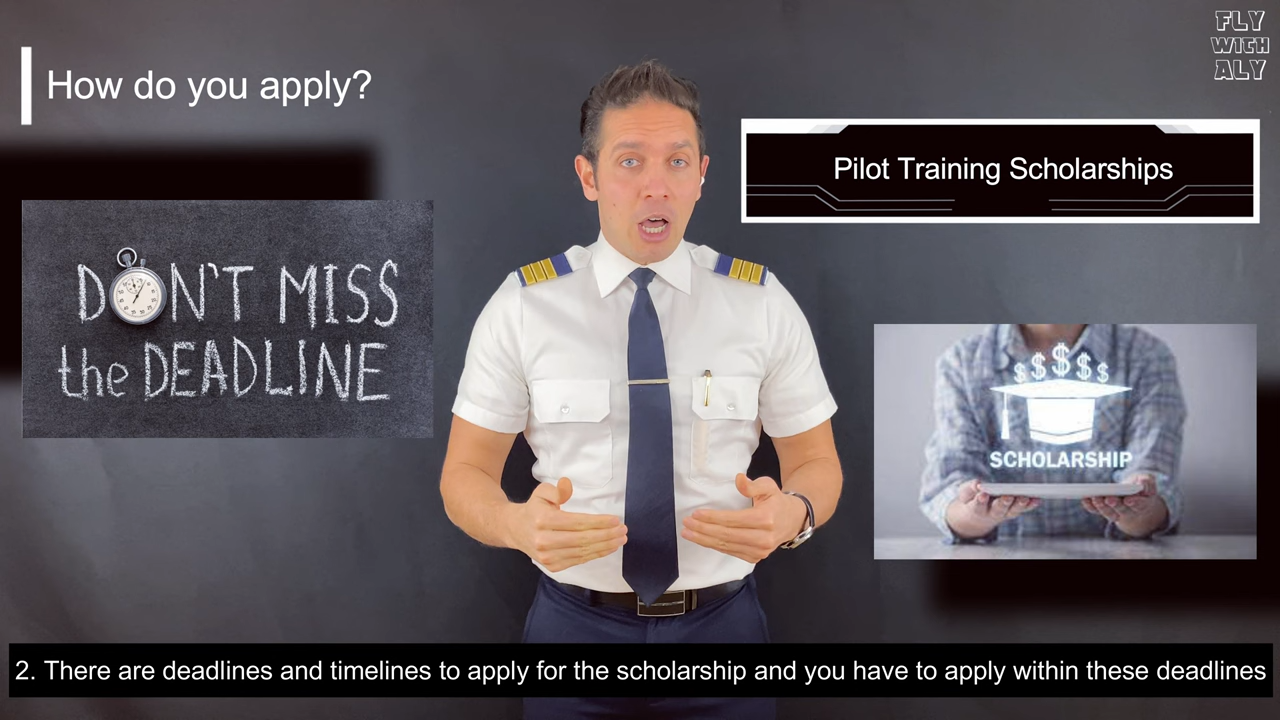 FLY
WITH
ALY
How do you apply?
Pilot Training Scholarships
DON'T MISS
the DEADLINE
$ $ $ $ $
SCHOLARSHIP
2. There are deadlines and timelines to apply for the scholarship and you have to apply within these deadlines